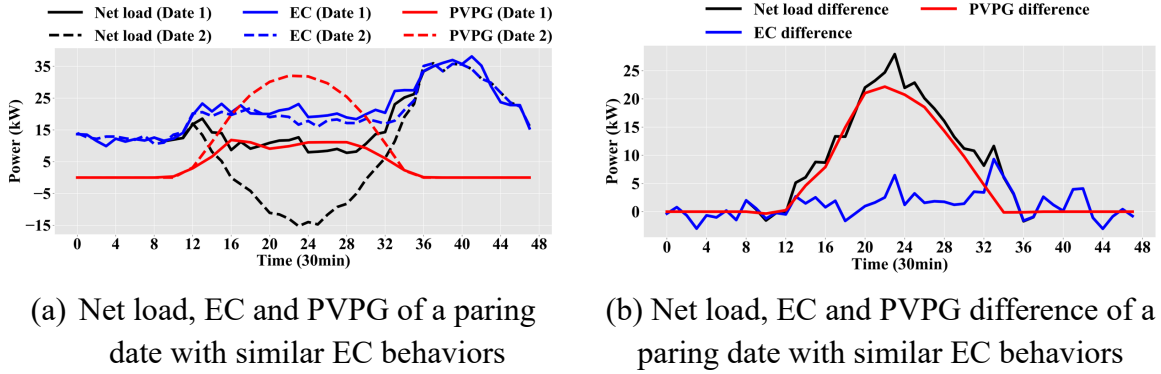 Net load (Date 1)
EC (Date 1)
PVPG (Date 1)
Net load (Date 2)
EC (Date 2)
PVPG (Date 2)
Power (kW)
35
25
15
5
−5
−15
0 4 8 12 16 20 24 28 32 36 40 44 48
Time (30min)
(a) Net load, EC and PVPG of a paring
date with similar EC behaviors
Net load difference
PVPG difference
EC difference
Power (kW)
25
20
15
10
5
0
0 4 8 12 16 20 24 28 32 36 40 44 48
Time (30min)
(b) Net load, EC and PVPG difference of a
paring date with similar EC behaviors